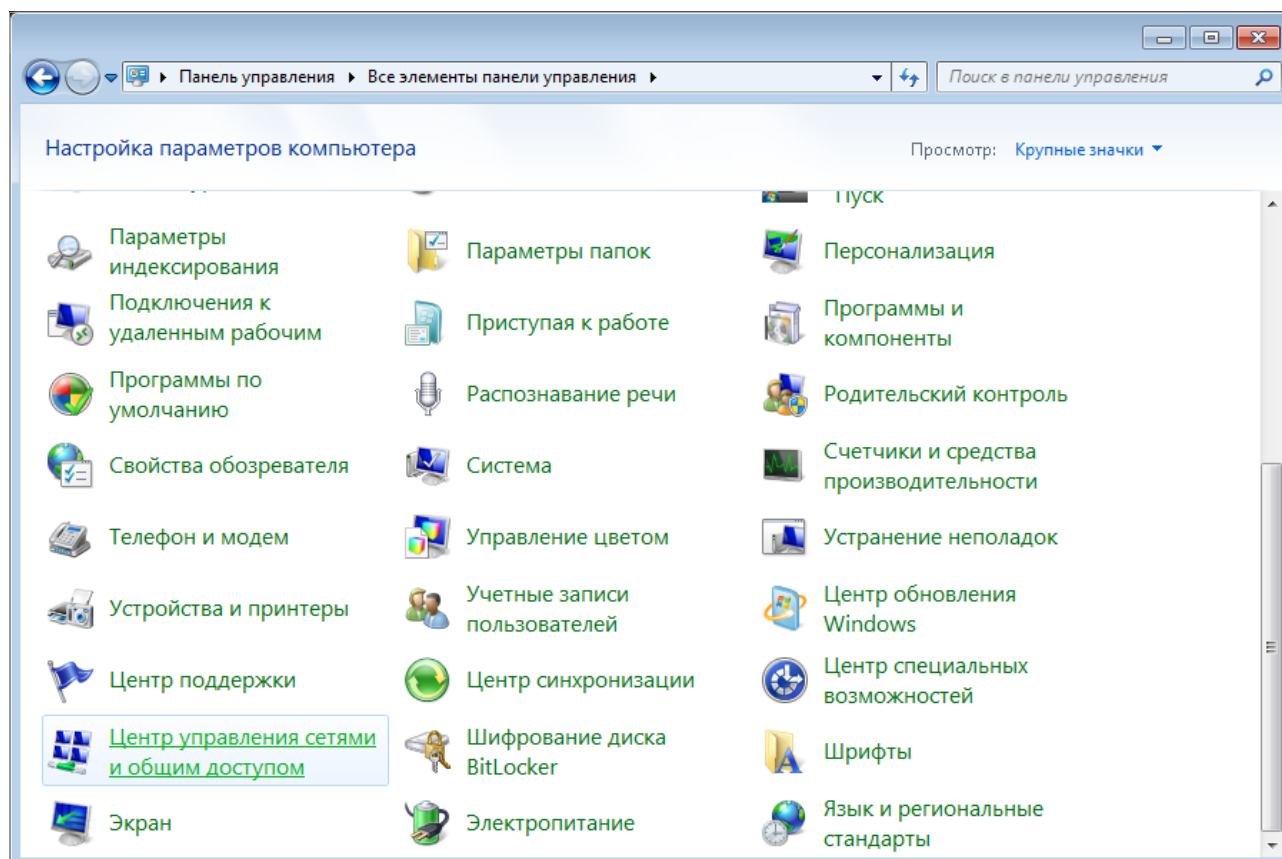 Панель управления Все элементы панели управления
Поиск в панели управления
Настройка параметров компьютера
Просмотр: Крупные значки
Пуск
Параметры
индексирования
Параметры папок
Персонализация
Подключения к
удаленным рабочим
Приступая к работе
Программы и
компоненты
Программы по
умолчанию
Распознавание речи
Родительский контроль
Свойства обозревателя
Система
Счетчики и средства
производительности
Телефон и модем
Управление цветом
Устранение неполадок
Устройства и принтеры
Учетные записи
пользователей
Центр обновления
Windows
Центр поддержки
Центр синхронизации
Центр специальных
возможностей
Центр управления сетями
и общим доступом
Шифрование диска
BitLocker
Шрифты
Экран
Электропитание
Язык и региональные
стандарты